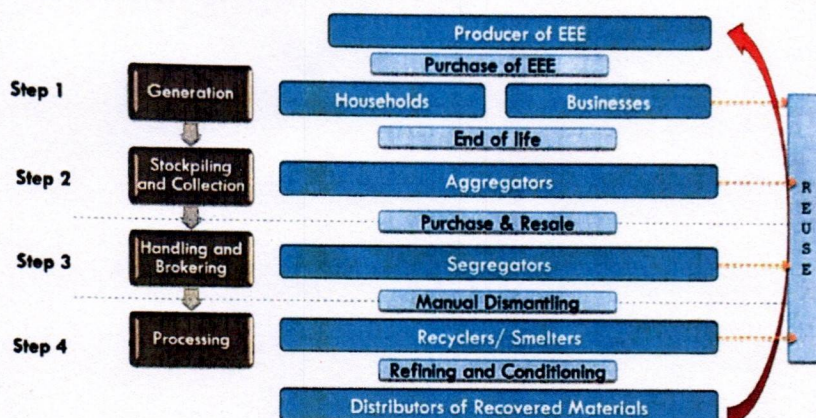 Producer of EEE
Purchase of EEE
Step 1
Generation
Households
Businesses
End of life
Step 2
Stockpiling
and Collection
Aggregators
Purchase & Resale
Step 3
Handling and
Brokering
Segregators
Manual Dismantling
Step 4
Processing
Recyclers/ Smelters
Refining and Conditioning
Distributors of Recovered Materials
REUSE